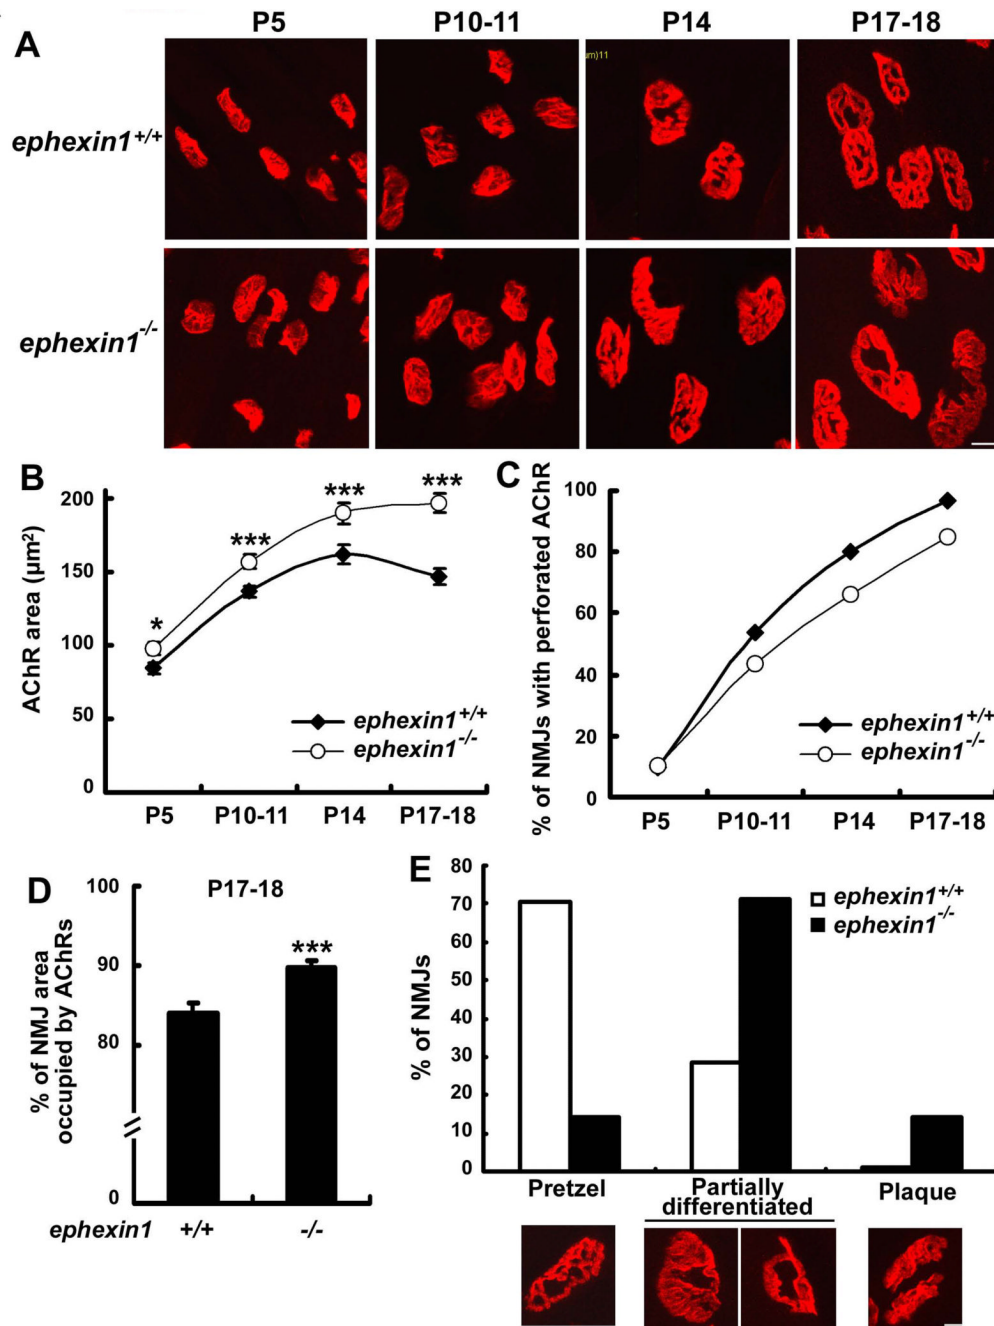 P5 P10-11 P14 P17-18
A
um)11
ephexin1+/+
ephexin1-/-
B
AChR area (µm²)
200
150
100
50
0
* *** *** ***
ephexin1+/+
ephexin1-/-
P5 P10-11 P14 P17-18
C
% of NMJs with perforated AChR
100
80
60
40
20
0
ephexin1+/+
ephexin1-/-
P5 P10-11 P14 P17-18
D
P17-18
% of NMJ area
occupied by AChRs
100
90
80
0
***
ephexin1 +/+ -/-
E
% of NMJs
80
70
60
50
40
30
20
10
0
ephexin1+/+
ephexin1-/-
Pretzel Partially Plaque
differentiated